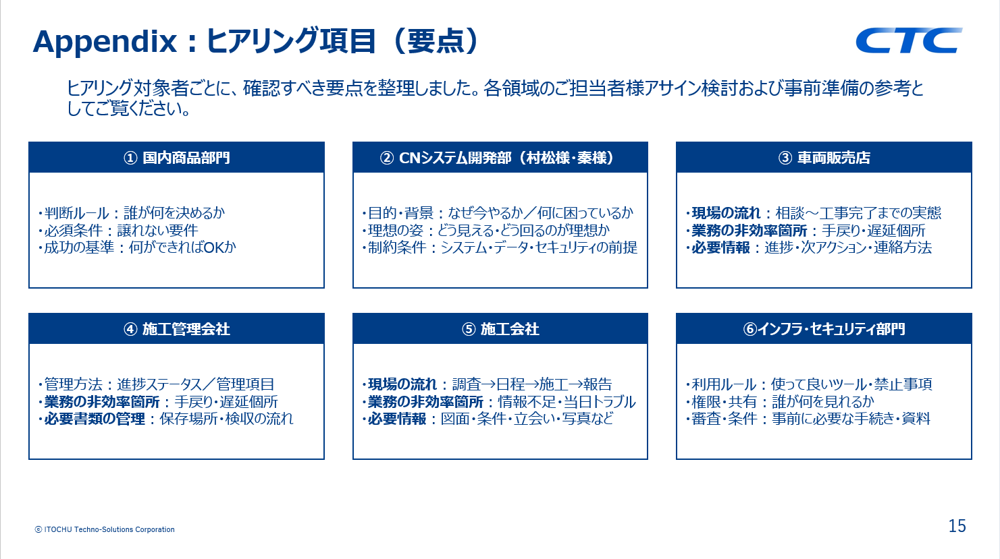 Appendix：ヒアリング項目（要点）
CTC
ヒアリング対象者ごとに、確認すべき要点を整理しました。各領域のご担当者様アサイン検討および事前準備の参考と
してご覧ください。
① 国内商品部門
・判断ルール：誰が何を決めるか
・必須条件：譲れない要件
・成功の基準：何ができればOKか
② CNシステム開発部（村松様・秦様）
・目的・背景：なぜ今やるか／何に困っているか
・理想の姿：どう見える・どう回るのが理想か
・制約条件：システム・データ・セキュリティの前提
③ 車両販売店
・現場の流れ：相談～工事完了までの実態
・業務の非効率箇所：手戻り・遅延個所
・必要情報：進捗・次アクション・連絡方法
④ 施工管理会社
・管理方法：進捗ステータス／管理項目
・業務の非効率箇所：手戻り・遅延個所
・必要書類の管理：保存場所・検収の流れ
⑤ 施工会社
・現場の流れ：調査→日程→施工→報告
・業務の非効率箇所：情報不足・当日トラブル
・必要情報：図面・条件・立会い・写真など
⑥インフラ・セキュリティ部門
・利用ルール：使って良いツール・禁止事項
・権限・共有：誰が何を見れるか
・審査・条件：事前に必要な手続き・資料
ⓒ ITOCHU Techno-Solutions Corporation
15